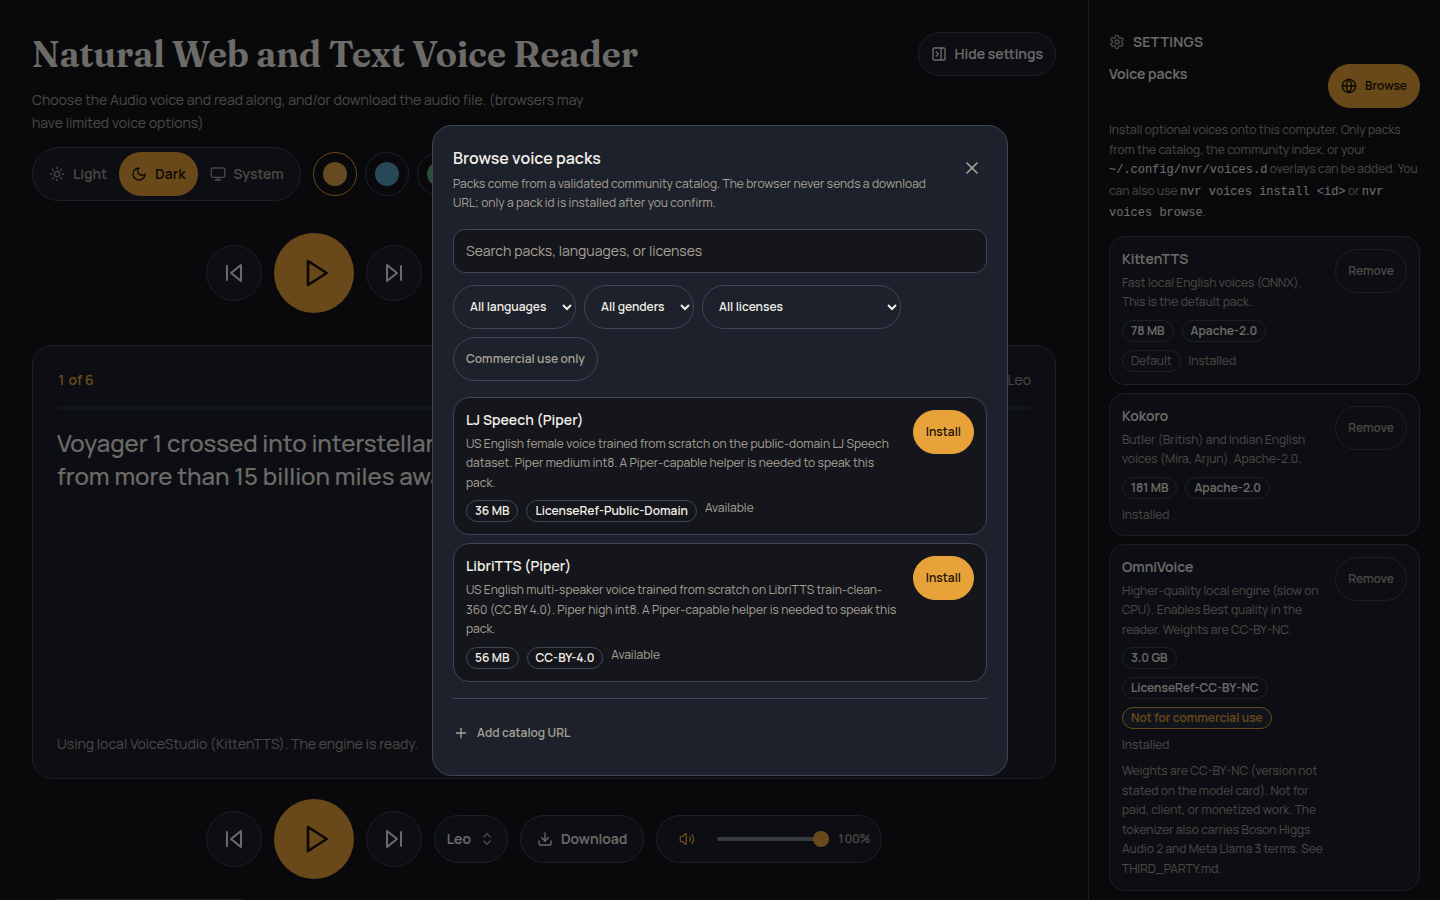 Natural Web and Text Voice Reader
Choose the Audio voice and read along, and/or download the audio file. (browsers may
have limited voice options)
Hide settings
Light
Dark
System
1 of 6
Leo
Voyager 1 crossed into interstellar
from more than 15 billion miles
Using local VoiceStudio (KittenTTS). The engine is ready.
Leo
Download
100%
Browse voice packs
Packs come from a validated community catalog. The browser never sends a download
URL; only a pack id is installed after you confirm.
Search packs, languages, or licenses
All languages
All genders
All licenses
Commercial use only
LJ Speech (Piper)
US English female voice trained from scratch on the public-domain LJ Speech
dataset. Piper medium int8. A Piper-capable helper is needed to speak this
pack.
36 MB
LicenseRef-Public-Domain
Available
Install
LibriTTS (Piper)
US English multi-speaker voice trained from scratch on LibriTTS train-clean-
360 (CC BY 4.0). Piper high int8. A Piper-capable helper is needed to speak this
pack.
56 MB
CC-BY-4.0
Available
Install
Add catalog URL
SETTINGS
Voice packs
Browse
Install optional voices onto this computer. Only packs
from the catalog, the community index, or your
~/.config/nvr/voices.d overlays can be added. You
can also use nvr voices install <id> or nvr
voices browse.
KittenTTS
Remove
Fast local English voices (ONNX).
This is the default pack.
78 MB
Apache-2.0
Default
Installed
Kokoro
Remove
Butler (British) and Indian English
voices (Mira, Arjun). Apache-2.0.
181 MB
Apache-2.0
Installed
OmniVoice
Remove
Higher-quality local engine (slow on
CPU). Enables Best quality in the
reader. Weights are CC-BY-NC.
3.0 GB
LicenseRef-CC-BY-NC
Not for commercial use
Installed
Weights are CC-BY-NC (version not
stated on the model card). Not for
paid, client, or monetized work. The
tokenizer also carries Boson Higgs
Audio 2 and Meta Llama 3 terms. See
THIRD_PARTY.md.